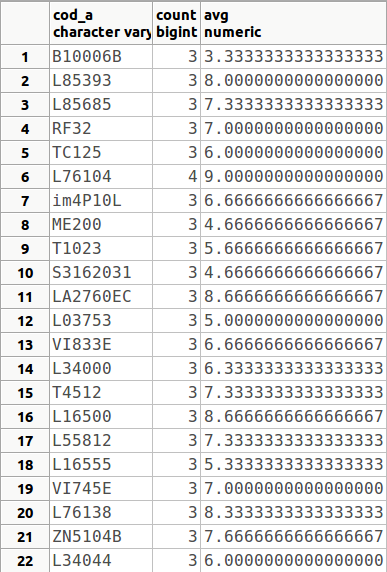 cod_a count avg
character vary bigint numeric
1 B10006B 3 3.3333333333333333
2 L85393 3 8.0000000000000000
3 L85685 3 7.3333333333333333
4 RF32 3 7.0000000000000000
5 TC125 3 6.0000000000000000
6 L76104 4 9.0000000000000000
7 im4P10L 3 6.6666666666666667
8 ME200 3 4.6666666666666667
9 T1023 3 5.6666666666666667
10 S3162031 3 4.6666666666666667
11 LA2760EC 3 8.6666666666666667
12 L03753 3 5.0000000000000000
13 VI833E 3 6.6666666666666667
14 L34000 3 6.3333333333333333
15 T4512 3 7.3333333333333333
16 L16500 3 8.6666666666666667
17 L55812 3 7.3333333333333333
18 L16555 3 5.3333333333333333
19 VI745E 3 7.0000000000000000
20 L76138 3 8.3333333333333333
21 ZN5104B 3 7.6666666666666667
22 L34044 3 6.0000000000000000